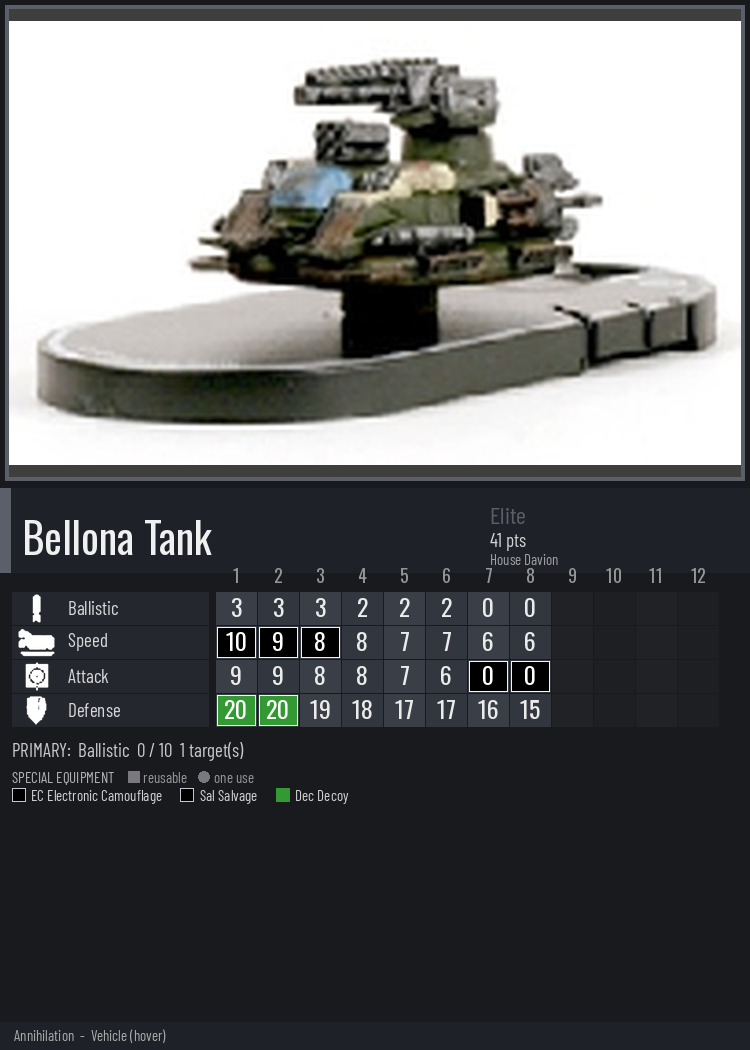 Bellona Tank
Elite
41 pts
House Davion
1 2 3 4 5 6 7 8 9 10 11 12
Ballistic 3 3 3 2 2 2 0 0
Speed 10 9 8 8 7 7 6 6
Attack 9 9 8 8 7 6 0 0
Defense 20 20 19 18 17 17 16 15
PRIMARY: Ballistic 0 / 10 1 target(s)
SPECIAL EQUIPMENT reusable one use
EC Electronic Camouflage Sal Salvage Dec Decoy
Annihilation - Vehicle (hover)